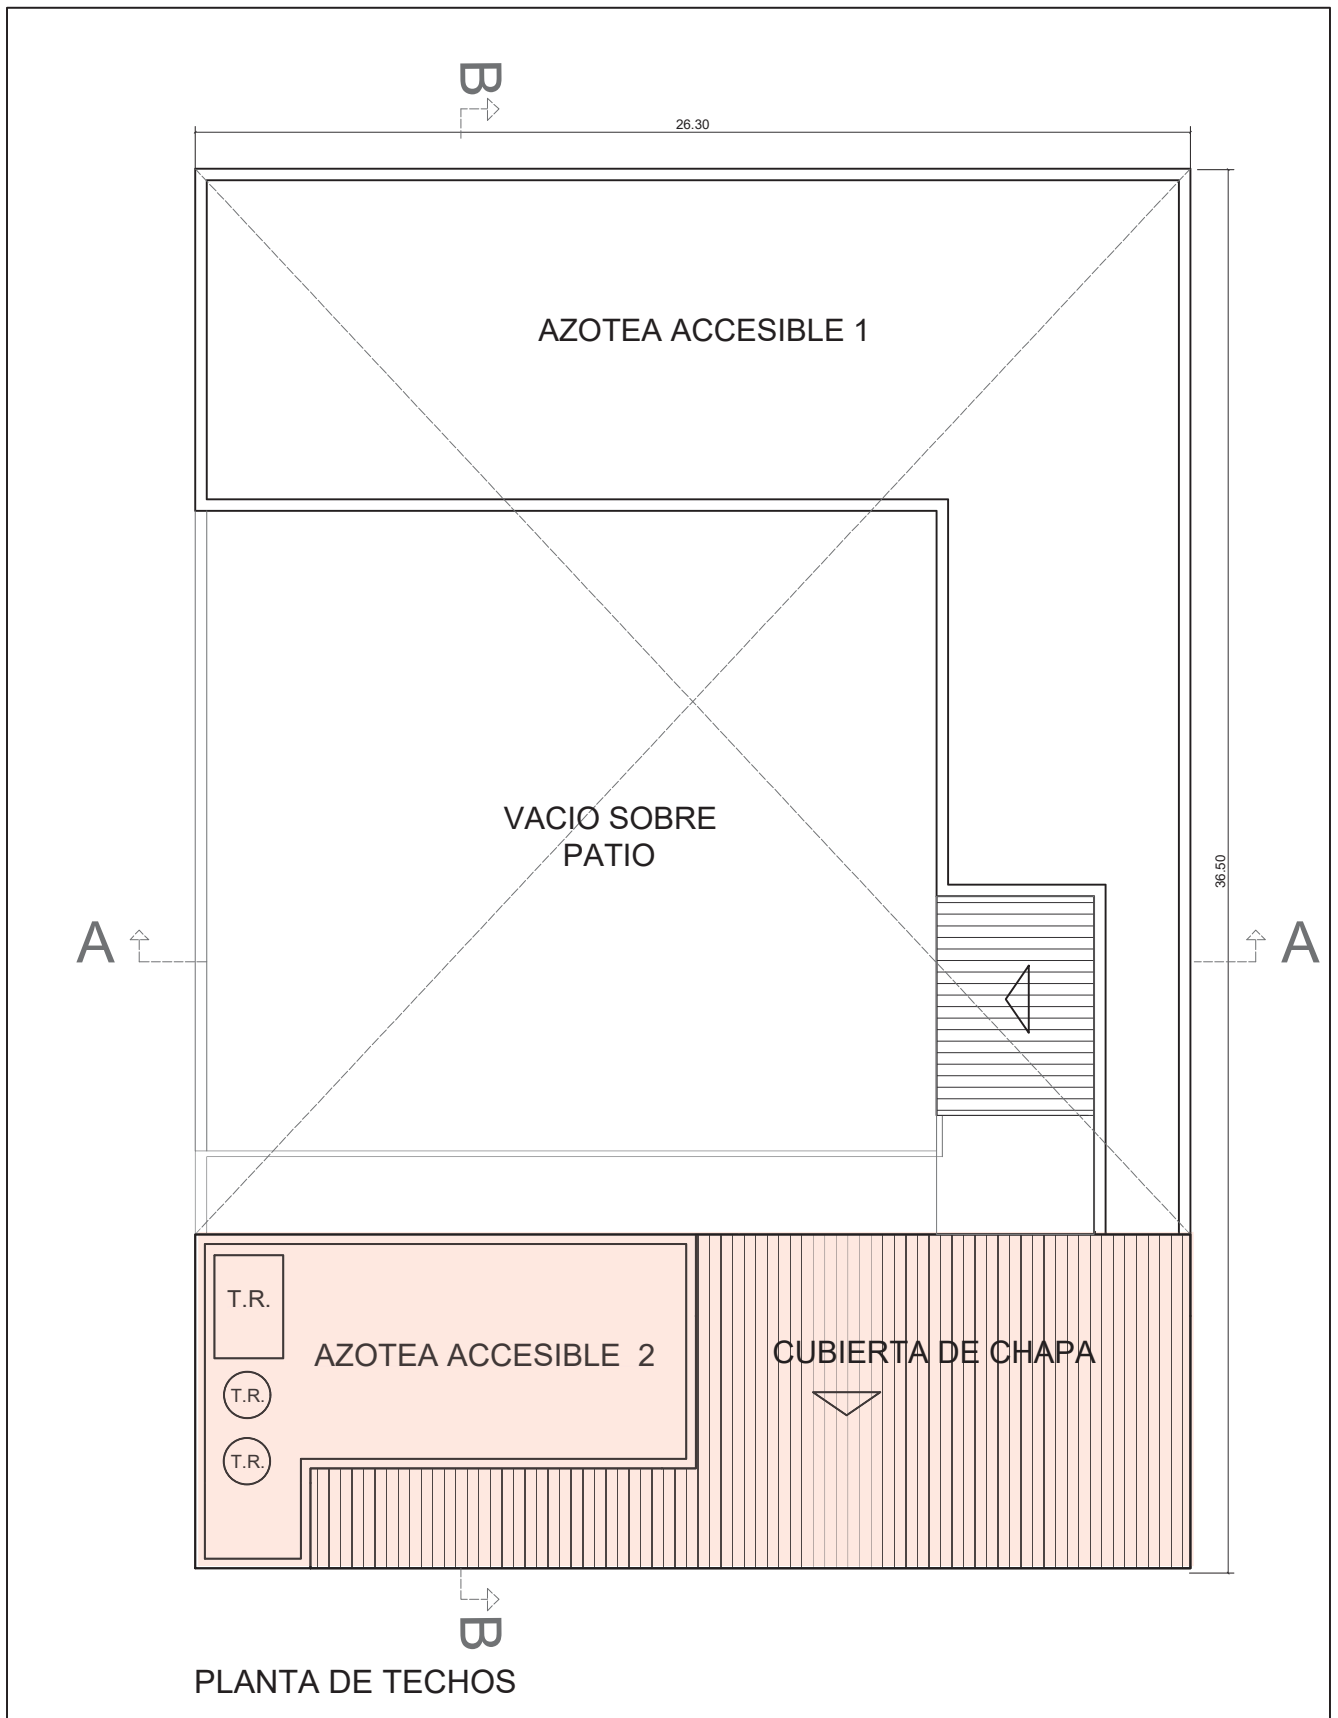 B
26.30
AZOTEA ACCESIBLE 1
VACIO SOBRE
PATIO
36.50
A
A
T.R.
AZOTEA ACCESIBLE 2
CUBIERTA DE CHAPA
T.R.
T.R.
B
PLANTA DE TECHOS